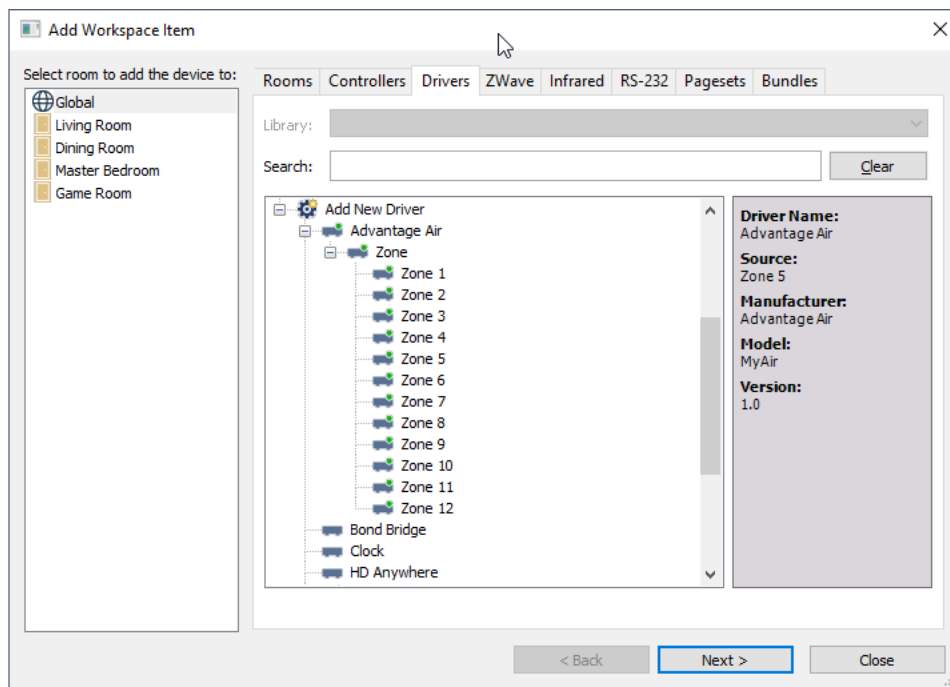 Add Workspace Item
Select room to add the device to:
Global
Living Room
Dining Room
Master Bedroom
Game Room
Rooms Controllers Drivers ZWave Infrared RS-232 Pagesets Bundles
Library:
Search:
Clear
Add New Driver
Advantage Air
Zone
Zone 1
Zone 2
Zone 3
Zone 4
Zone 5
Zone 6
Zone 7
Zone 8
Zone 9
Zone 10
Zone 11
Zone 12
Bond Bridge
Clock
HD Anywhere
Driver Name:
Advantage Air
Source:
Zone 5
Manufacturer:
Advantage Air
Model:
MyAir
Version:
1.0
< Back Next > Close